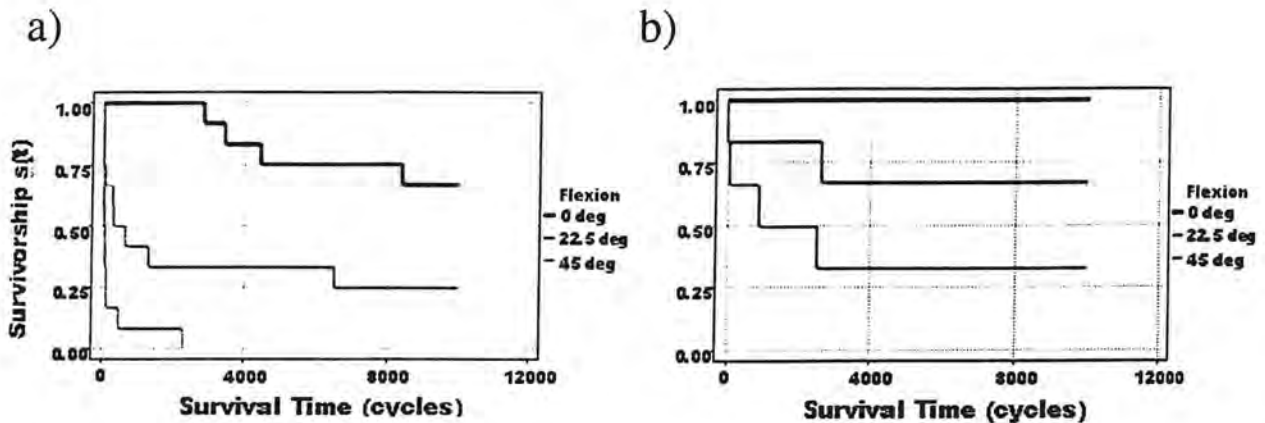 a)
Survivorship s(t)
1.00
0.75
0.50
0.25
0.00
0
4000
8000
12000
Survival Time (cycles)
Flexion
0 deg
22.5 deg
45 deg
b)
1.00
0.75
0.50
0.25
0.00
0
4000
8000
12000
Survival Time (cycles)
Flexion
0 deg
22.5 deg
45 deg